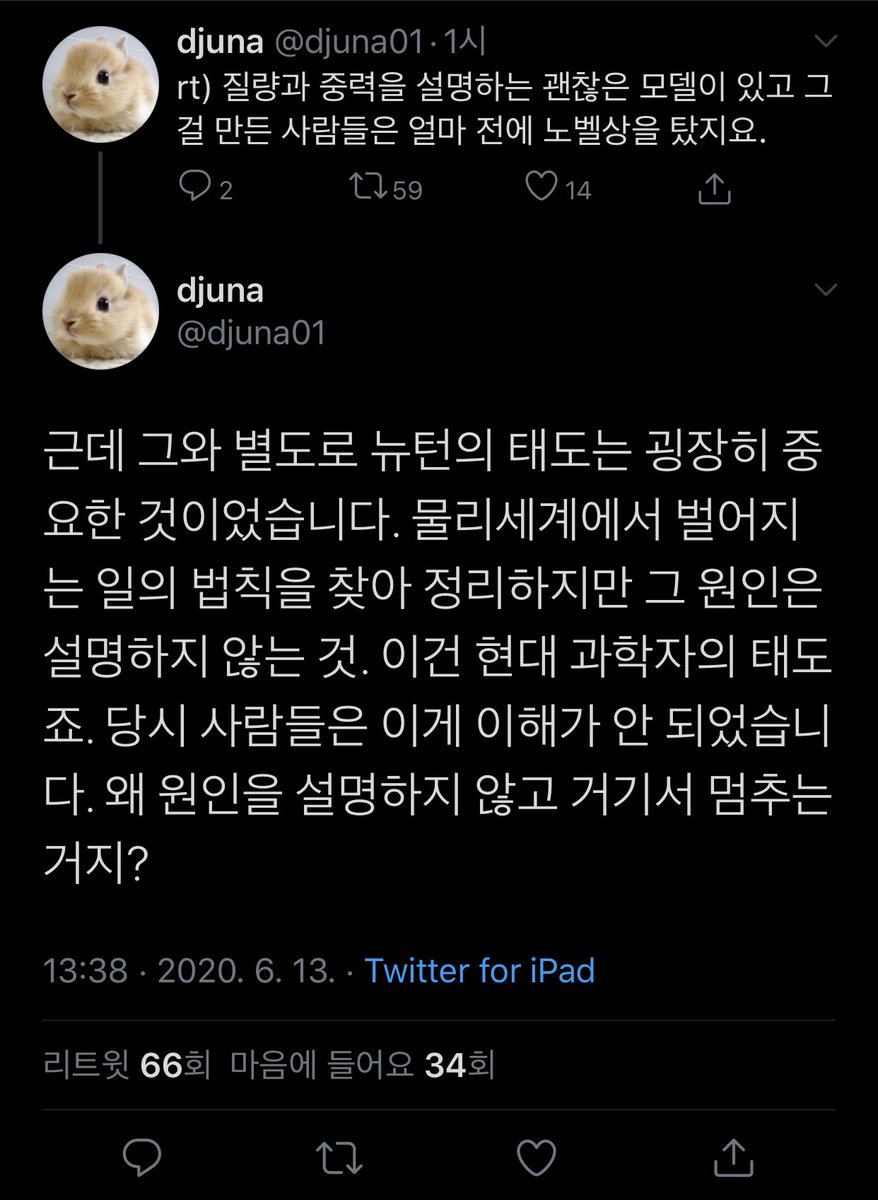 djuna @djuna01 · 1시
rt) 질량과 중력을 설명하는 괜찮은 모델이 있고 그
걸 만든 사람들은 얼마 전에 노벨상을 탔지요.
2 59 14
djuna
@djuna01
근데 그와 별도로 뉴턴의 태도는 굉장히 중
요한 것이었습니다. 물리세계에서 벌어지
는 일의 법칙을 찾아 정리하지만 그 원인은
설명하지 않는 것. 이건 현대 과학자의 태도
죠. 당시 사람들은 이게 이해가 안 되었습니
다. 왜 원인을 설명하지 않고 거기서 멈추는
거지?
13:38 · 2020. 6. 13. · Twitter for iPad
리트윗 66회 마음에 들어요 34회